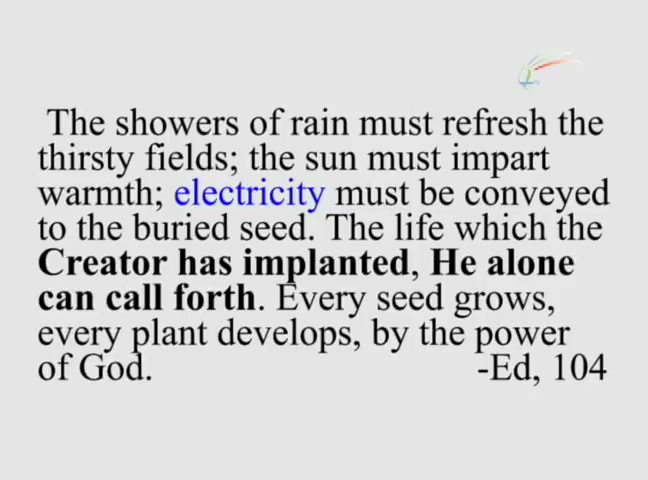 The showers of rain must refresh the
thirsty fields; the sun must impart
warmth; electricity must be conveyed
to the buried seed. The life which the
Creator has implanted, He alone
can call forth. Every seed grows,
every plant develops, by the power
of God. -Ed, 104